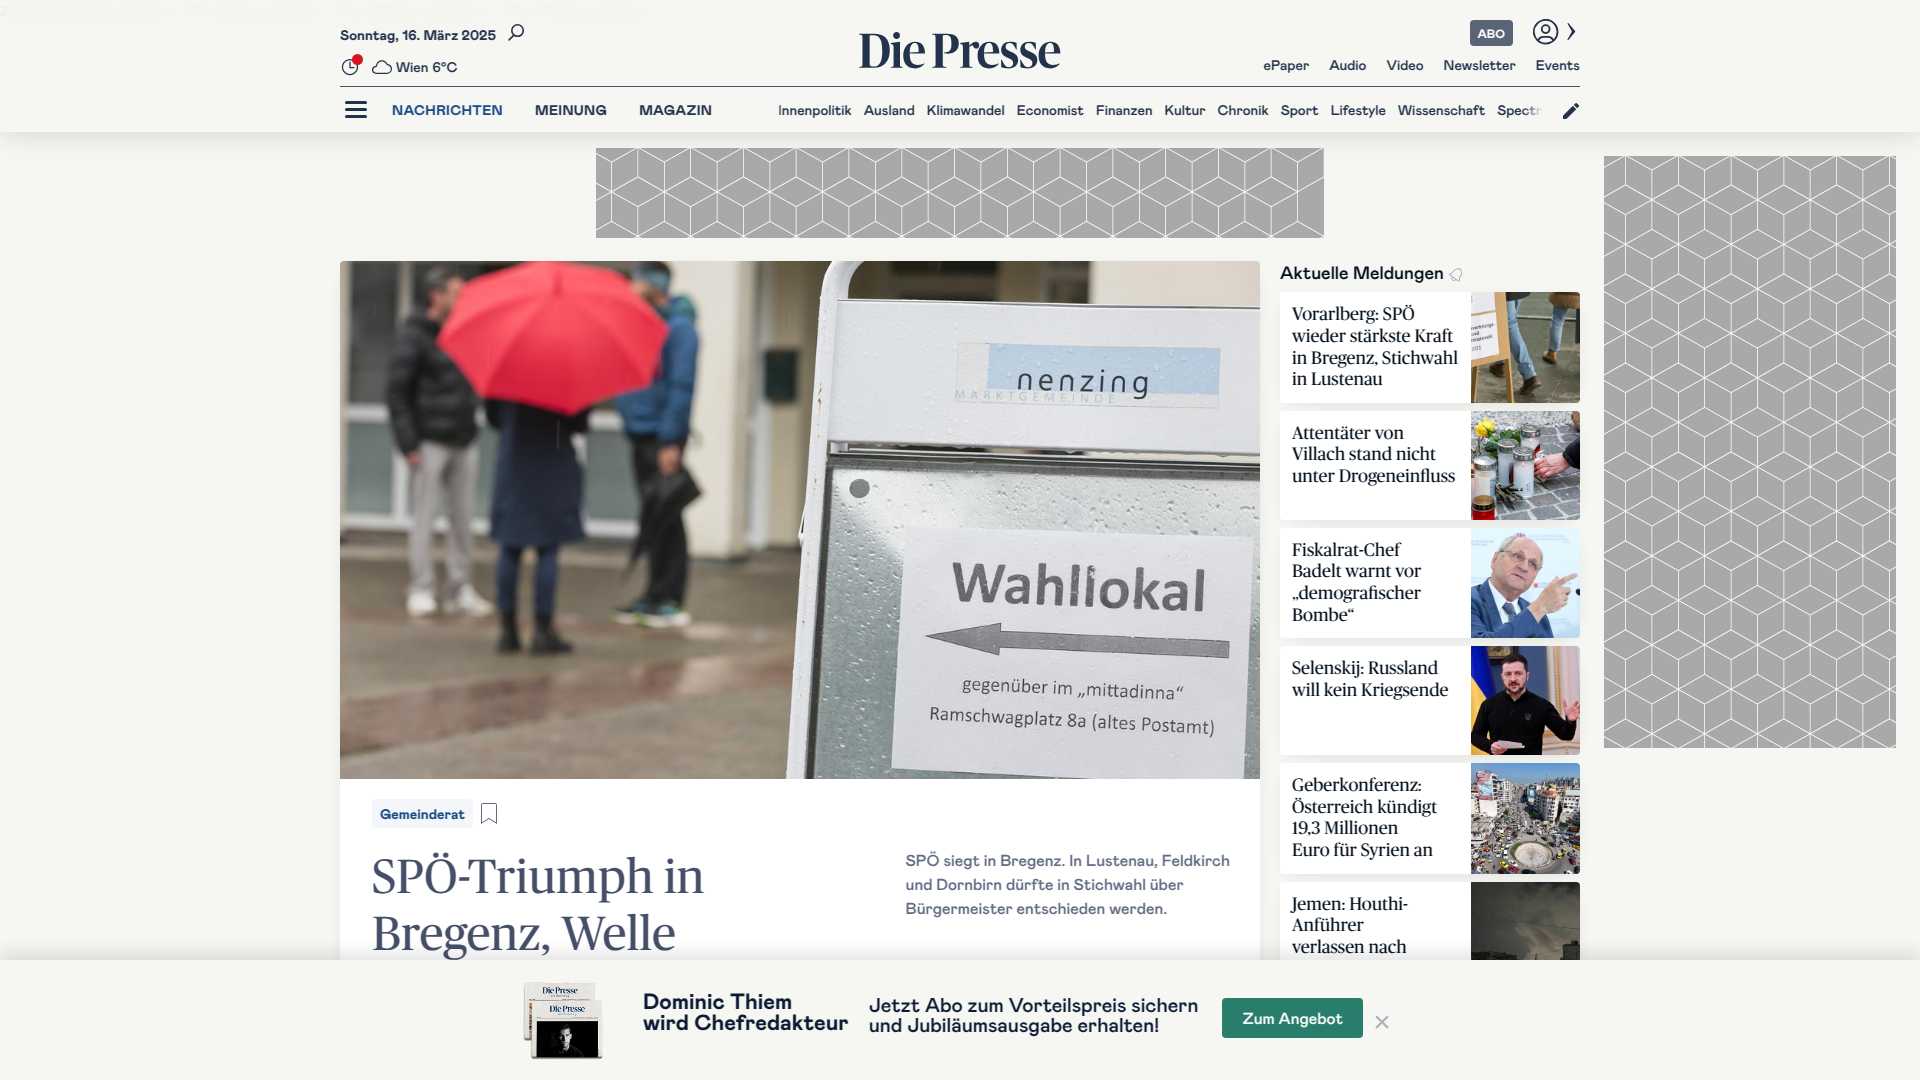 Sonntag, 16. März 2025
Wien 6°C
Die Presse
ABO
ePaper Audio Video Newsletter Events
NACHRICHTEN MEINUNG MAGAZIN
Innenpolitik Ausland Klimawandel Economist Finanzen Kultur Chronik Sport Lifestyle Wissenschaft Spectr
nenzing
MARKTGEMEINDE
Wahllokal
gegenüber im „mittadinna“
Ramschwagplatz 8a (altes Postamt)
Gemeinderat
SPÖ-Triumph in
Bregenz, Welle
SPÖ siegt in Bregenz. In Lustenau, Feldkirch
und Dornbirn dürfte in Stichwahl über
Bürgermeister entschieden werden.
Aktuelle Meldungen
Vorarlberg: SPÖ
wieder stärkste Kraft
in Bregenz, Stichwahl
in Lustenau
Attentäter von
Villach stand nicht
unter Drogeneinfluss
Fiskalrat-Chef
Badelt warnt vor
„demografischer
Bombe“
Selenskij: Russland
will kein Kriegsende
Geberkonferenz:
Österreich kündigt
19,3 Millionen
Euro für Syrien an
Jemen: Houthi-
Anführer
verlassen nach
Die Presse
Die Presse
Dominic Thiem
wird Chefredakteur
Jetzt Abo zum Vorteilspreis sichern
und Jubiläumsausgabe erhalten!
Zum Angebot